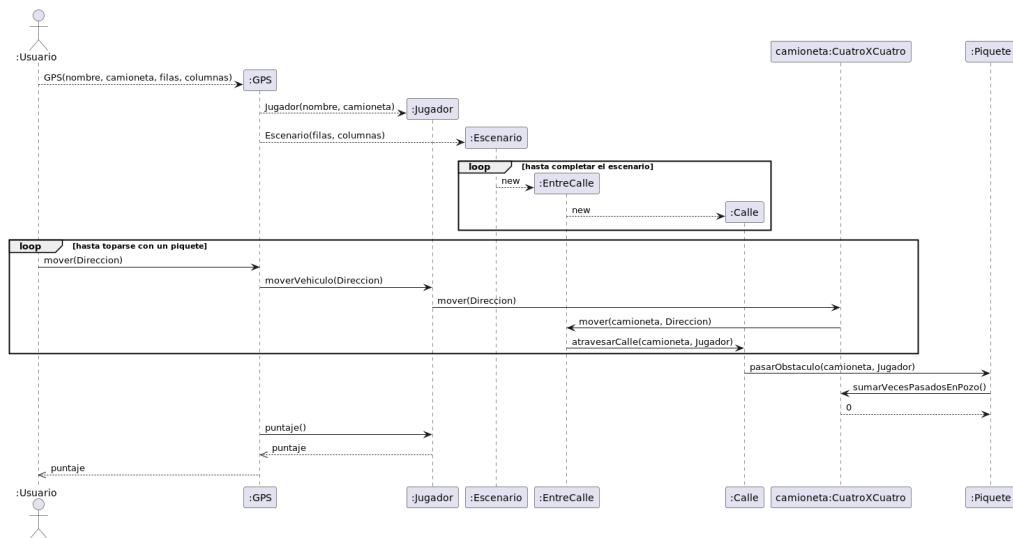 :Usuario
camioneta:CuatroXCuatro
:Piquete
GPS(nombre, camioneta, filas, columnas)
:GPS
Jugador(nombre, camioneta)
:Jugador
Escenario(filas, columnas)
:Escenario
loop
[hasta completar el escenario]
new
:EntreCalle
new
:Calle
loop
[hasta toparse con un piquete]
mover(Direccion)
moverVehiculo(Direccion)
mover(Direccion)
mover(camioneta, Direccion)
atravesarCalle(camioneta, Jugador)
pasarObstaculo(camioneta, Jugador)
sumarVecesPasadosEnPozo()
0
puntaje()
puntaje
puntaje
:Usuario
:GPS
:Jugador
:Escenario
:EntreCalle
:Calle
camioneta:CuatroXCuatro
:Piquete